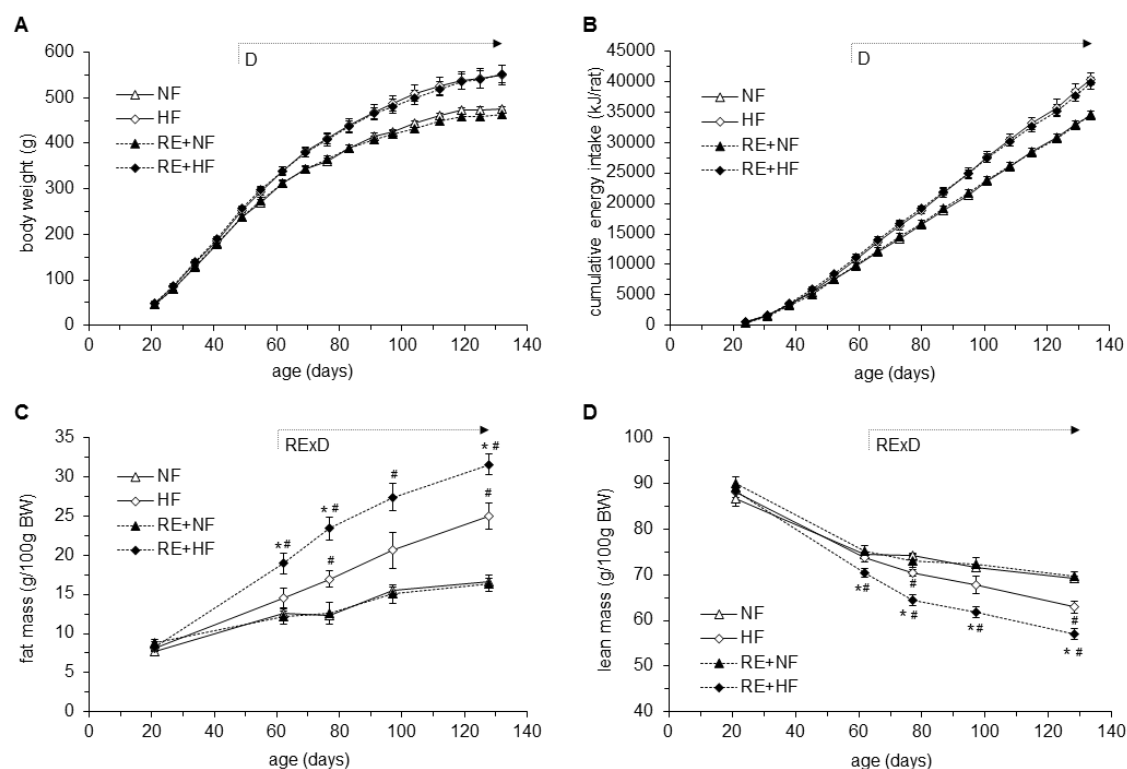 A
D
600
500
400
300
200
100
0
NF
HF
RE+NF
RE+HF
body weight (g)
0 20 40 60 80 100 120 140
age (days)
B
D
45000
40000
35000
30000
25000
20000
15000
10000
5000
0
NF
HF
RE+NF
RE+HF
cumulative energy intake (kJ/rat)
0 20 40 60 80 100 120 140
age (days)
C
RExD
35
30
25
20
15
10
5
0
NF
HF
RE+NF
RE+HF
*# *# # *#
# #
fat mass (g/100g BW)
0 20 40 60 80 100 120 140
age (days)
D
RExD
100
90
80
70
60
50
40
NF
HF
RE+NF
RE+HF
# #
*# *# *# *#
lean mass (g/100g BW)
0 20 40 60 80 100 120 140
age (days)